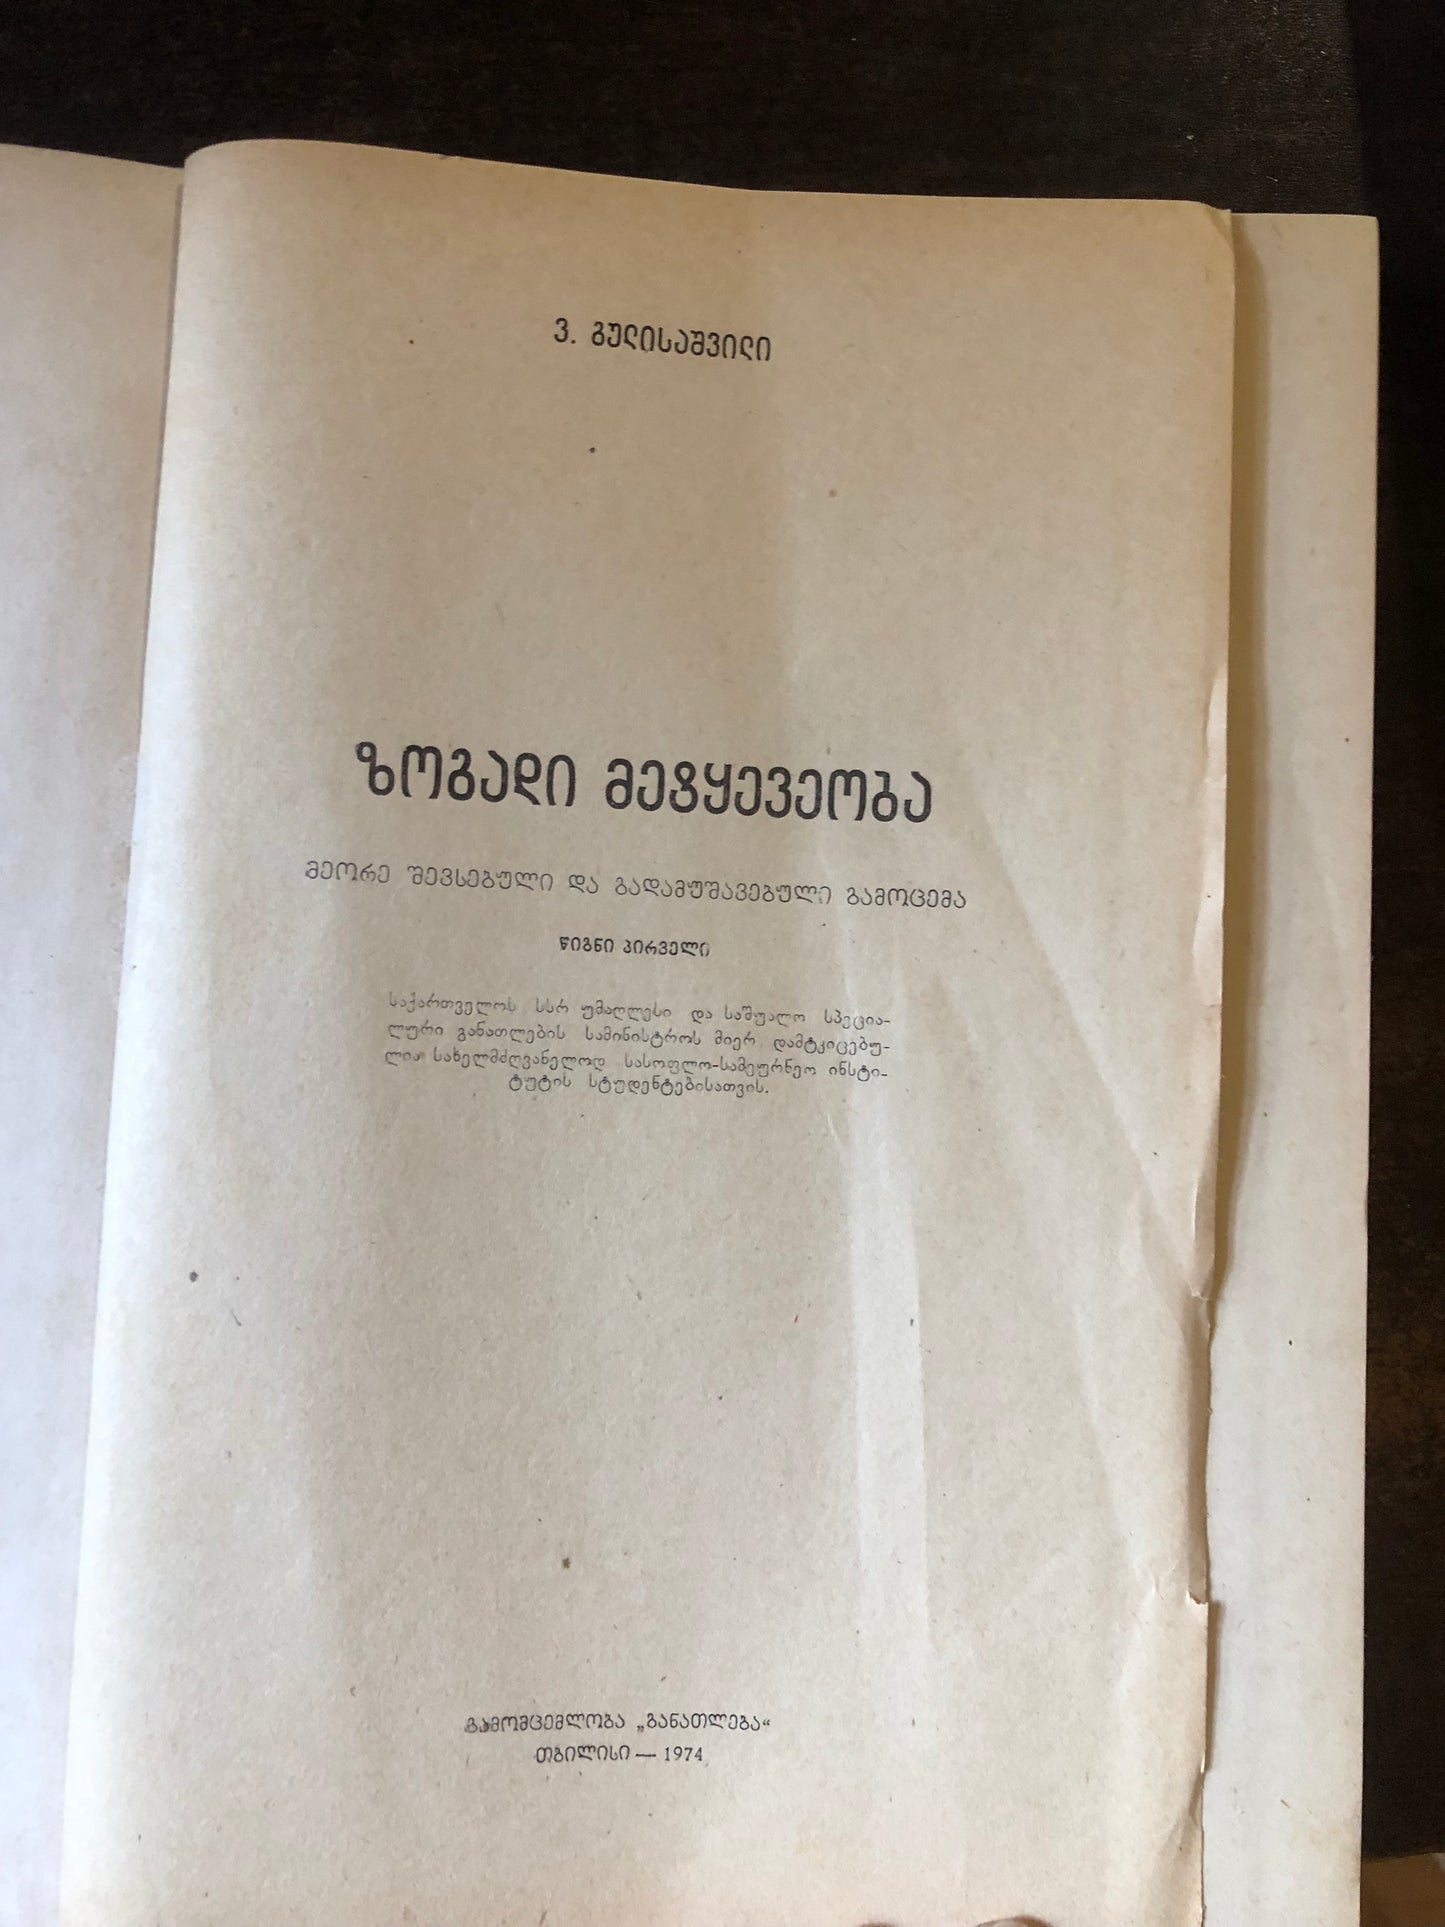 ვ. გულისაშვილი
ზოგადი მეტყევეობა
მეორე შევსებული და გადამუშავებული გამოცემა
წიგნი პირველი
საქართველოს სსრ უმაღლესი და საშუალო სპეცია-
ლური განათლების სამინისტროს მიერ დამტკიცებუ-
ლია სახელმძღვანელოდ სასოფლო-სამეურნეო ინსტი-
ტუტის სტუდენტებისათვის.
გამომცემლობა „განათლება“
თბილისი — 1974